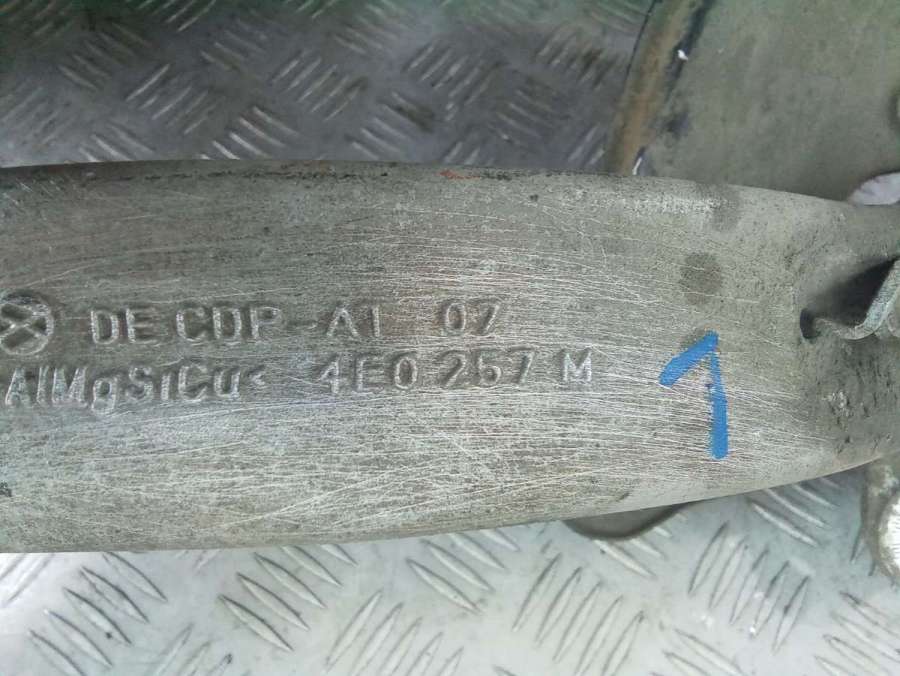 DE CDP-A1 07
AlMgSiCu< 4E0 257 M
1